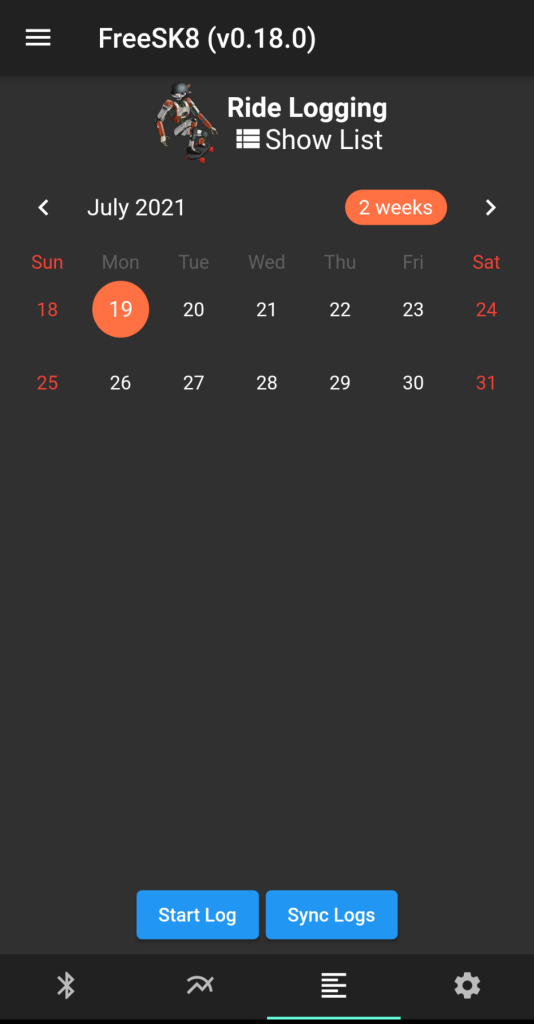 FreeSK8 (v0.18.0)
Ride Logging
Show List
July 2021 2 weeks
Sun Mon Tue Wed Thu Fri Sat
18 19 20 21 22 23 24
25 26 27 28 29 30 31
Start Log Sync Logs